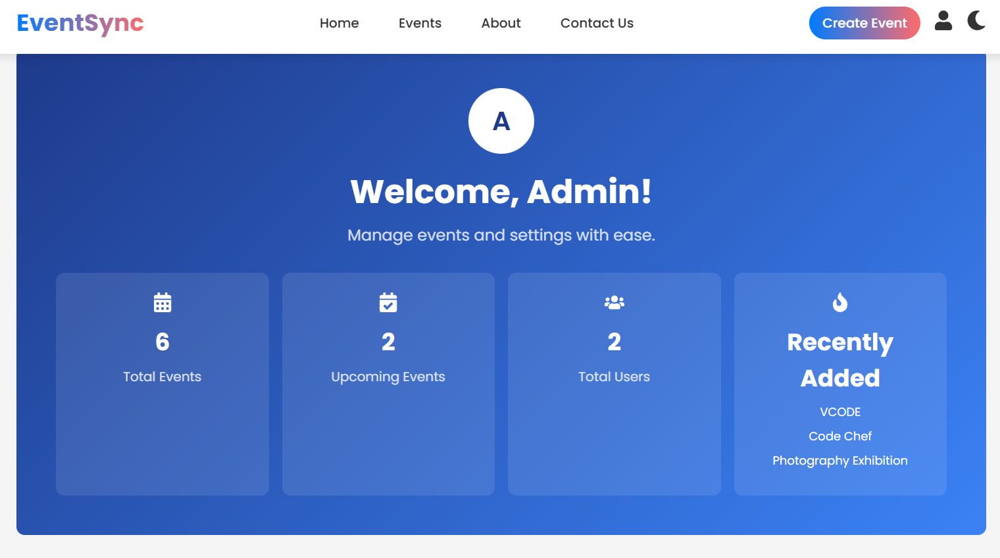 EventSync
Home
Events
About
Contact Us
Create Event
A
Welcome, Admin!
Manage events and settings with ease.
6
Total Events
2
Upcoming Events
2
Total Users
Recently
Added
VCODE
Code Chef
Photography Exhibition